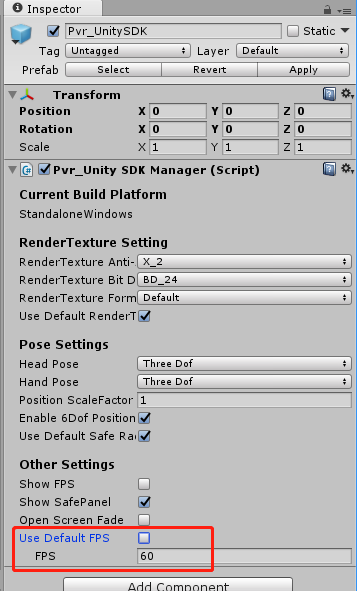 Inspector
Pvr_UnitySDK Static
Tag Untagged Layer Default
Prefab Select Revert Apply
Transform
Position X 0 Y 0 Z 0
Rotation X 0 Y 0 Z 0
Scale X 1 Y 1 Z 1
Pvr_Unity SDK Manager (Script)
Current Build Platform
StandaloneWindows
RenderTexture Setting
RenderTexture Anti- X_2
RenderTexture Bit D BD_24
RenderTexture Form Default
Use Default RenderT
Pose Settings
Head Pose Three Dof
Hand Pose Three Dof
Position ScaleFactor 1
Enable 6Dof Position
Use Default Safe Ra
Other Settings
Show FPS
Show SafePanel
Open Screen Fade
Use Default FPS
FPS 60
Add Component